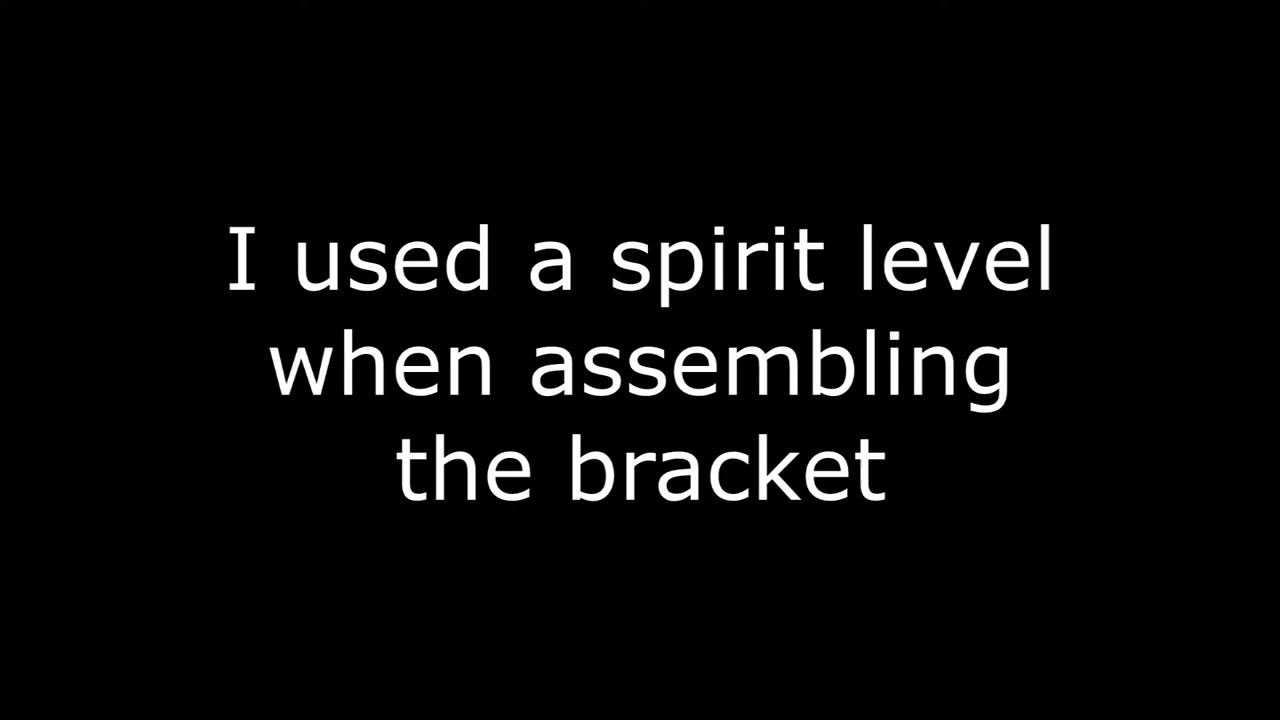 I used a spirit level
when assembling
the bracket